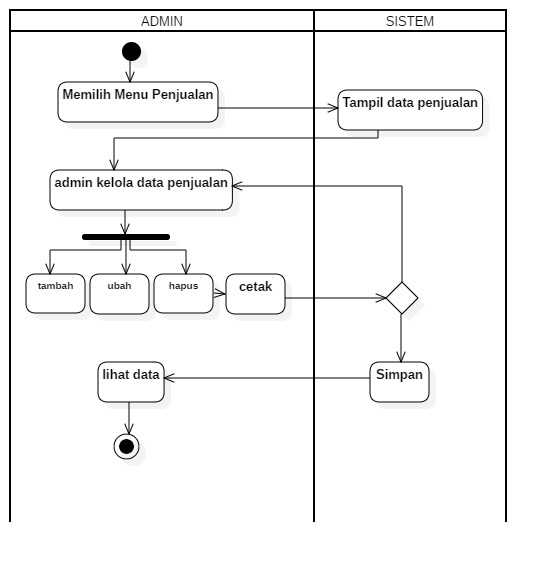 ADMIN
SISTEM
Memilih Menu Penjualan
Tampil data penjualan
admin kelola data penjualan
tambah
ubah
hapus
cetak
lihat data
Simpan